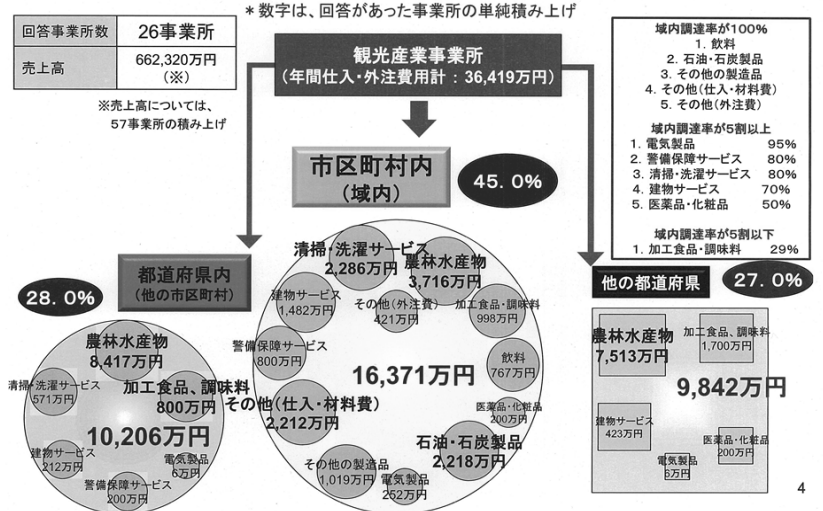 ＊数字は、回答があった事業所の単純積み上げ
回答事業所数 26事業所
売上高 662,320万円
（※）
※売上高については、
57事業所の積み上げ
観光産業事業所
（年間仕入・外注費用計：36,419万円）
域内調達率が100%
1. 飲料
2. 石油・石炭製品
3. その他の製造品
4. その他（仕入・材料費）
5. その他（外注費）
域内調達率が5割以上
1. 電気製品 95%
2. 警備保障サービス 80%
3. 清掃・洗濯サービス 80%
4. 建物サービス 70%
5. 医薬品・化粧品 50%
域内調達率が5割以下
1. 加工食品・調味料 29%
市区町村内
（域内）
45.0%
清掃・洗濯サービス
2,286万円
農林水産物
3,716万円
建物サービス
1,482万円
その他（外注費）
421万円
加工食品・調味料
998万円
警備保障サービス
800万円
飲料
767万円
16,371万円
その他（仕入・材料費）
2,212万円
医薬品・化粧品
200万円
石油・石炭製品
2,218万円
その他の製造品
1,019万円
電気製品
252万円
都道府県内
（他の市区町村）
28.0%
農林水産物
8,417万円
清掃・洗濯サービス
571万円
加工食品、調味料
800万円
10,206万円
建物サービス
212万円
電気製品
6万円
警備保障サービス
200万円
他の都道府県
27.0%
農林水産物
7,513万円
加工食品、調味料
1,700万円
9,842万円
建物サービス
423万円
医薬品・化粧品
200万円
電気製品
6万円
4